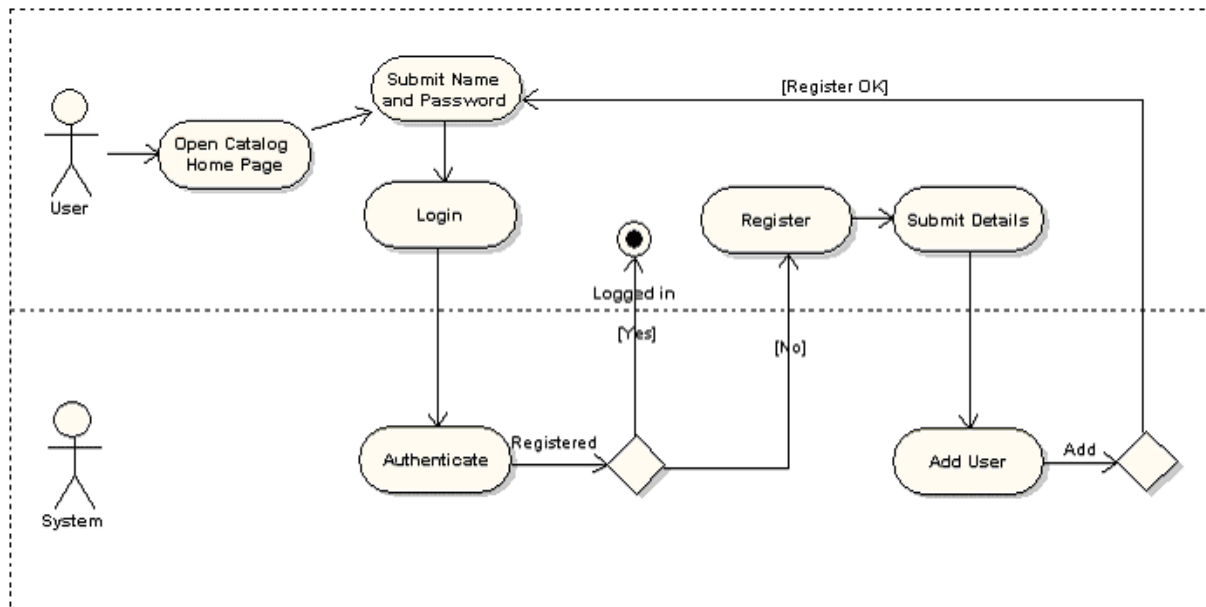 Submit Name
and Password
[Register OK]
Open Catalog
Home Page
User
Login
Register
Submit Details
Logged in
[Yes]
[No]
Authenticate
Registered
Add User
Add
System